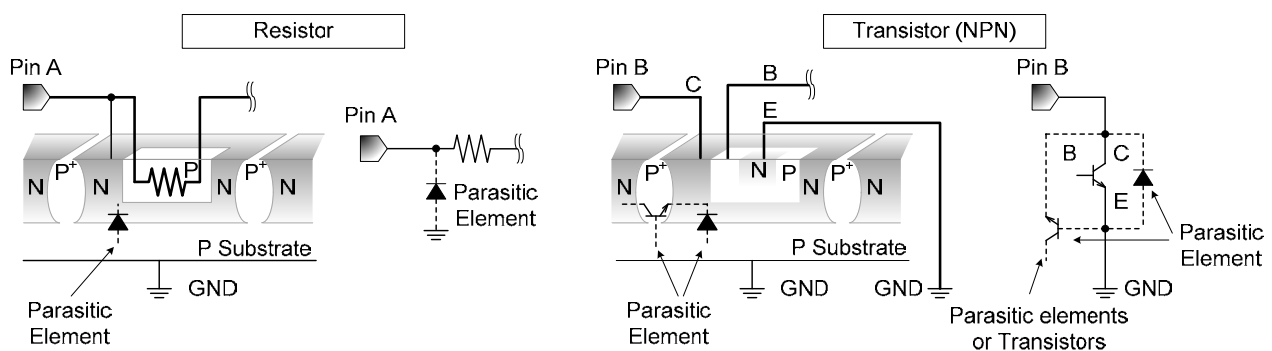 Resistor
Transistor (NPN)
Pin A
Pin B
C
B
E
Pin B
Pin A
N
P+
N
P
N
P+
N
N
P+
N
P
N
P+
N
B
C
E
Parasitic
Element
P Substrate
P Substrate
Parasitic
Element
GND
GND
GND
GND
Parasitic
Element
Parasitic
Element
Parasitic elements
or Transistors